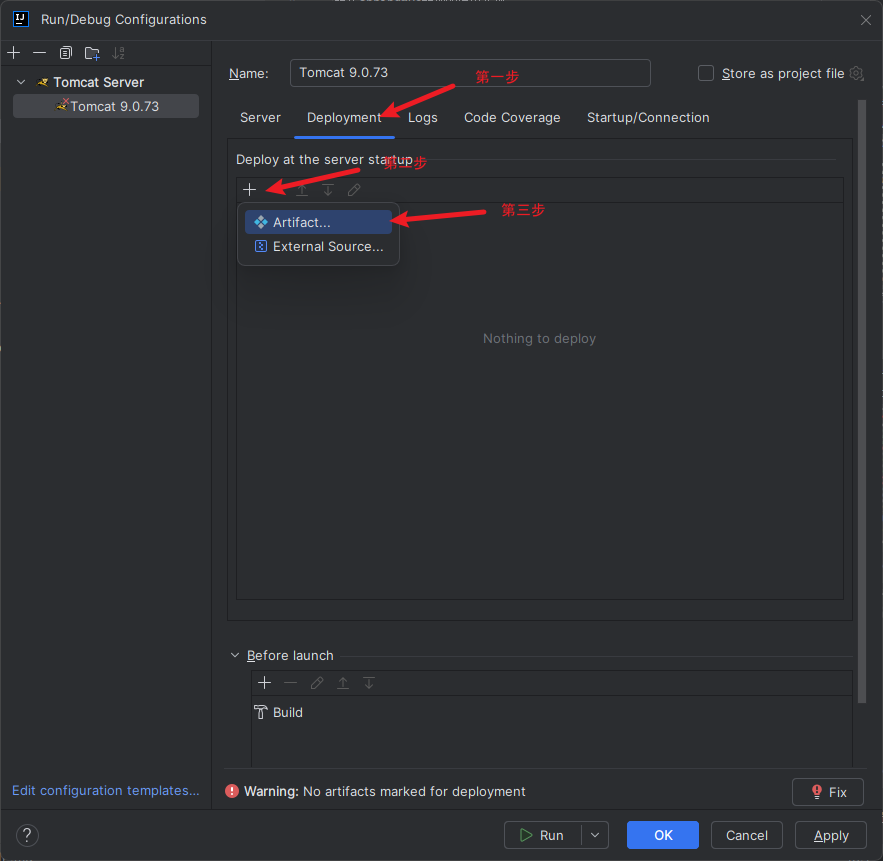 Run/Debug Configurations
Tomcat Server
Tomcat 9.0.73
Name:
Tomcat 9.0.73
第一步
Store as project file
Server
Deployment
Logs
Code Coverage
Startup/Connection
Deploy at the server startup
第二步
Artifact...
第三步
External Source...
Nothing to deploy
Before launch
Build
Edit configuration templates...
Warning: No artifacts marked for deployment
Fix
?
Run
OK
Cancel
Apply